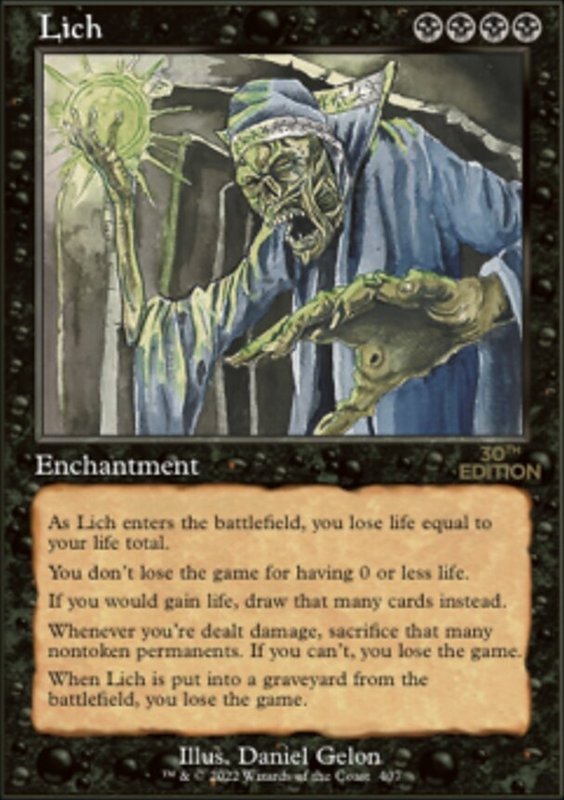 Lich
Enchantment
30TH
EDITION
As Lich enters the battlefield, you lose life equal to
your life total.
You don't lose the game for having 0 or less life.
If you would gain life, draw that many cards instead.
Whenever you're dealt damage, sacrifice that many
nontoken permanents. If you can't, you lose the game.
When Lich is put into a graveyard from the
battlefield, you lose the game.
Illus. Daniel Gelon
™ & © 2022 Wizards of the Coast 407